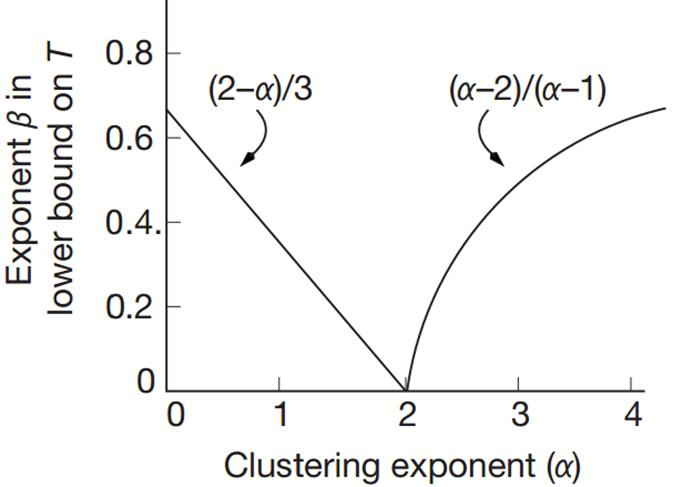 Exponent β in
lower bound on T
0.8
0.6
0.4.
0.2
0
(2–α)/3
(α–2)/(α–1)
0 1 2 3 4
Clustering exponent (α)